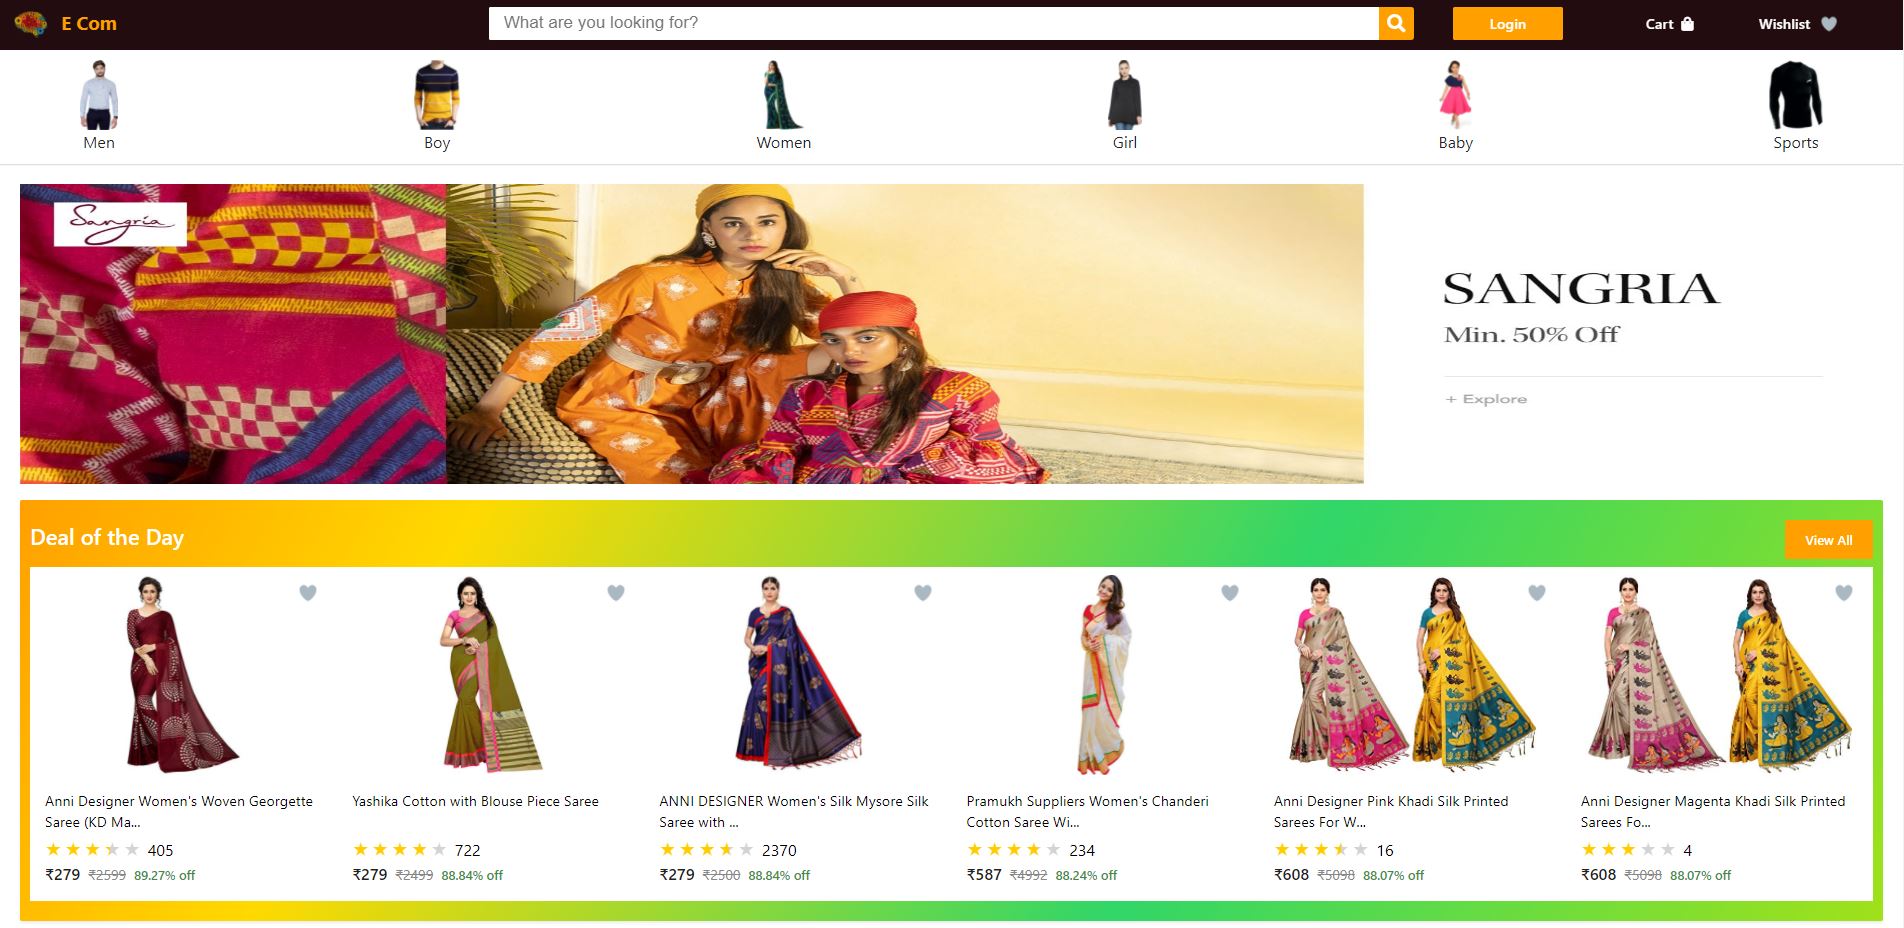 E Com
What are you looking for?
Login
Cart
Wishlist
Men
Boy
Women
Girl
Baby
Sports
Sangria
SANGRIA
Min. 50% Off
+ Explore
Deal of the Day
View All
Anni Designer Women's Woven Georgette
Saree (KD Ma...
405
₹279 ₹2599 89.27% off
Yashika Cotton with Blouse Piece Saree
722
₹279 ₹2499 88.84% off
ANNI DESIGNER Women's Silk Mysore Silk
Saree with ...
2370
₹279 ₹2500 88.84% off
Pramukh Suppliers Women's Chanderi
Cotton Saree Wi...
234
₹587 ₹4992 88.24% off
Anni Designer Pink Khadi Silk Printed
Sarees For W...
16
₹608 ₹5098 88.07% off
Anni Designer Magenta Khadi Silk Printed
Sarees Fo...
4
₹608 ₹5098 88.07% off